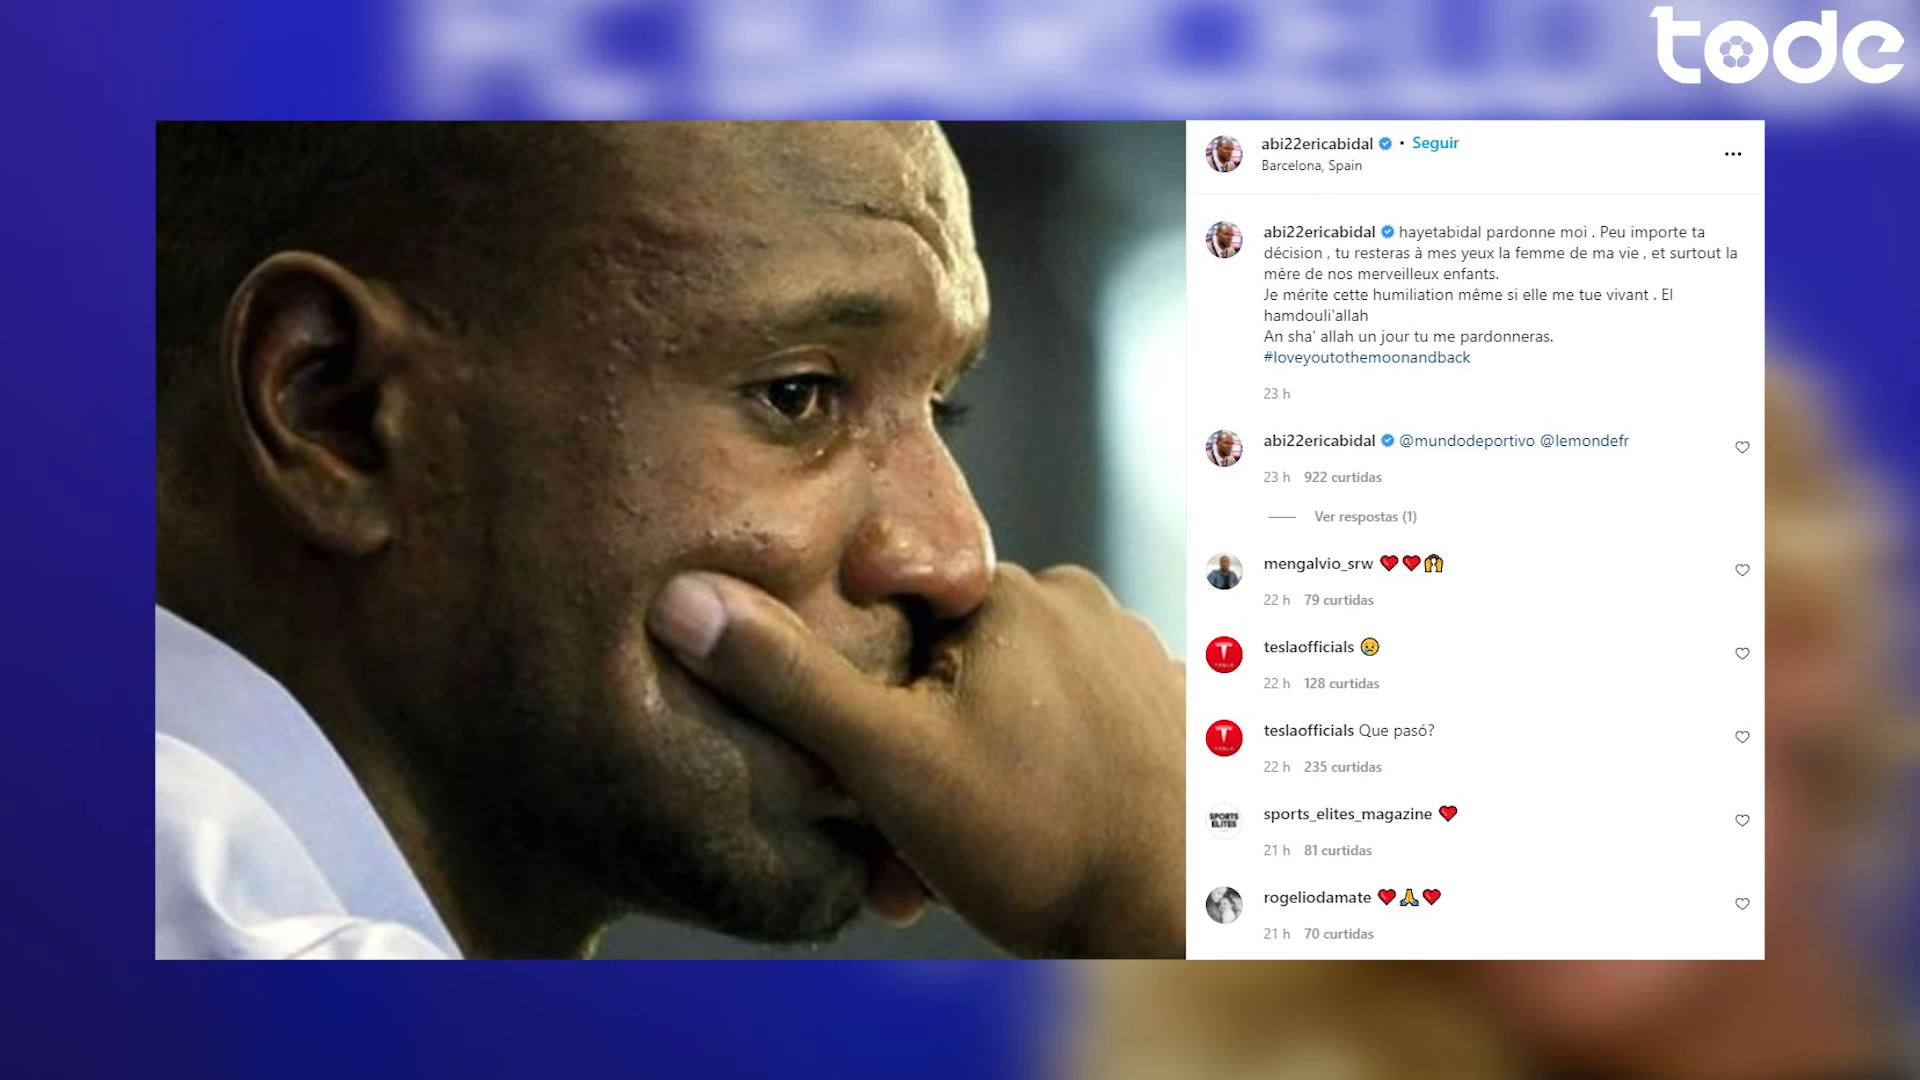 FC BARCELONA
tode
abi22ericabidal • Seguir
Barcelona, Spain
abi22ericabidal hayetabidal pardonne moi . Peu importe ta
décision , tu resteras à mes yeux la femme de ma vie , et surtout la
mère de nos merveilleux enfants.
Je mérite cette humiliation même si elle me tue vivant . El
hamdouli'allah
An sha' allah un jour tu me pardonneras.
#loveyoutothemoonandback
23 h
abi22ericabidal @mundodeportivo @lemondefr
23 h 922 curtidas
Ver respostas (1)
mengalvio_srw ❤️❤️🙌
22 h 79 curtidas
teslaofficials 😢
22 h 128 curtidas
teslaofficials Que pasó?
22 h 235 curtidas
SPORTS
ELITES
sports_elites_magazine ❤️
21 h 81 curtidas
rogeliodamate ❤️🙏❤️
21 h 70 curtidas